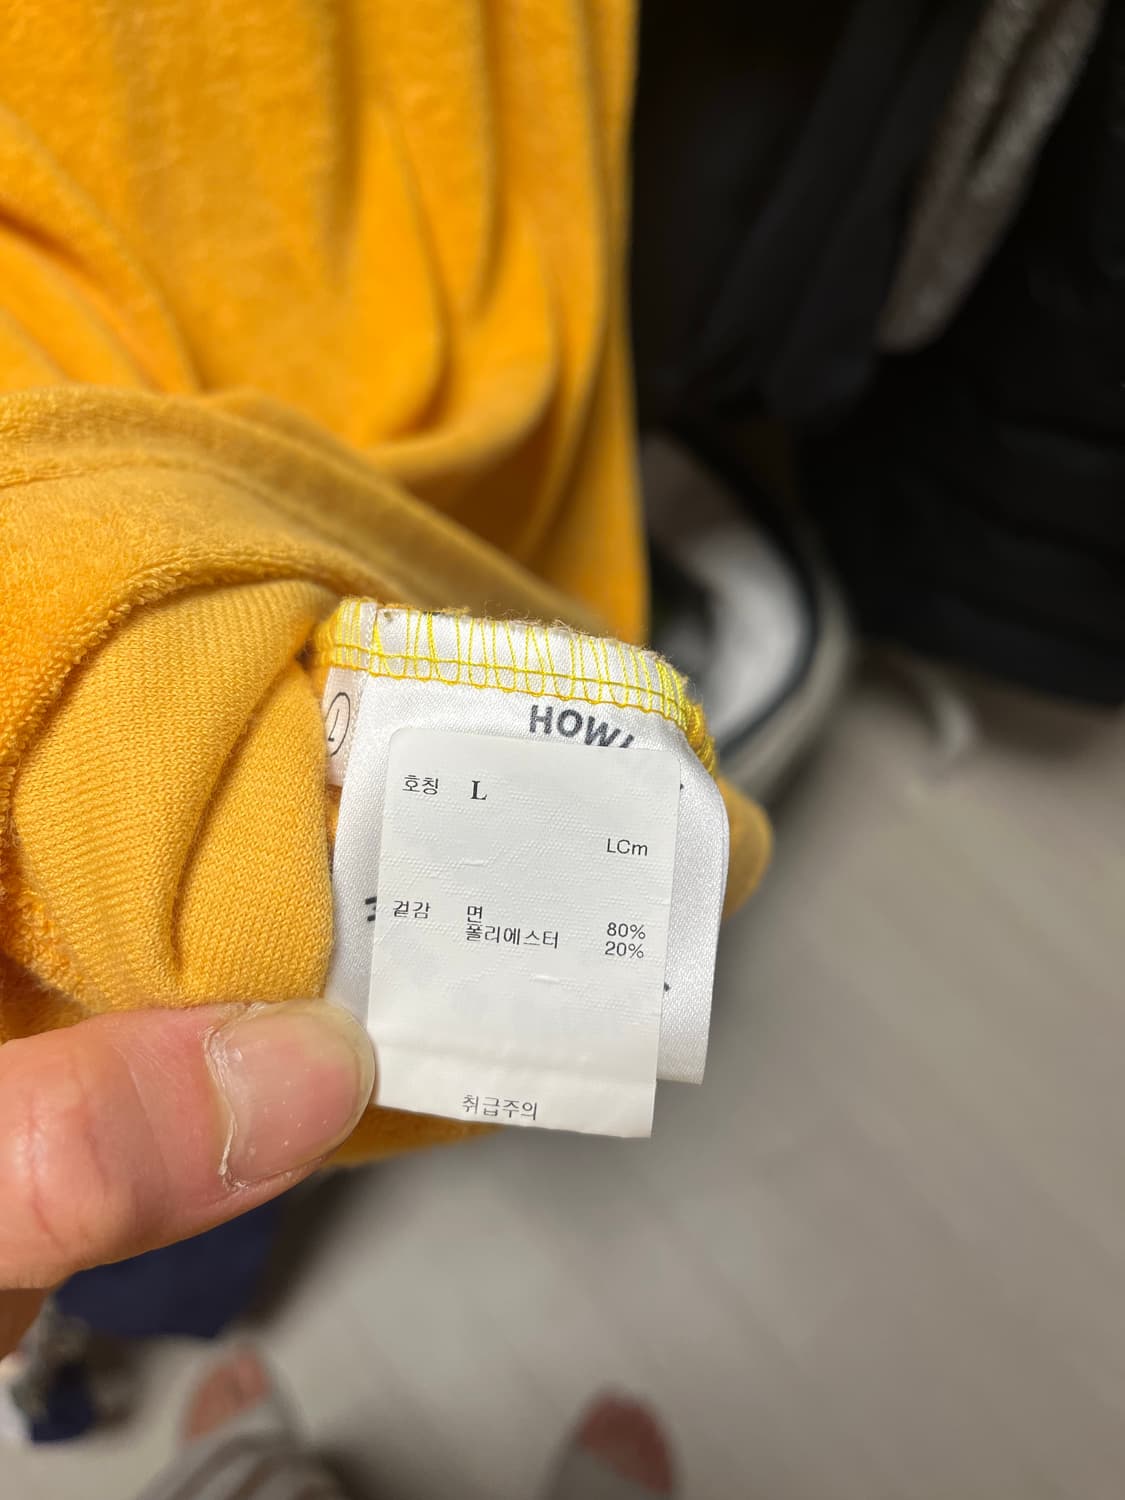 HOW
호칭 L
LCm
겉감 면 80%
폴리에스터 20%
취급주의